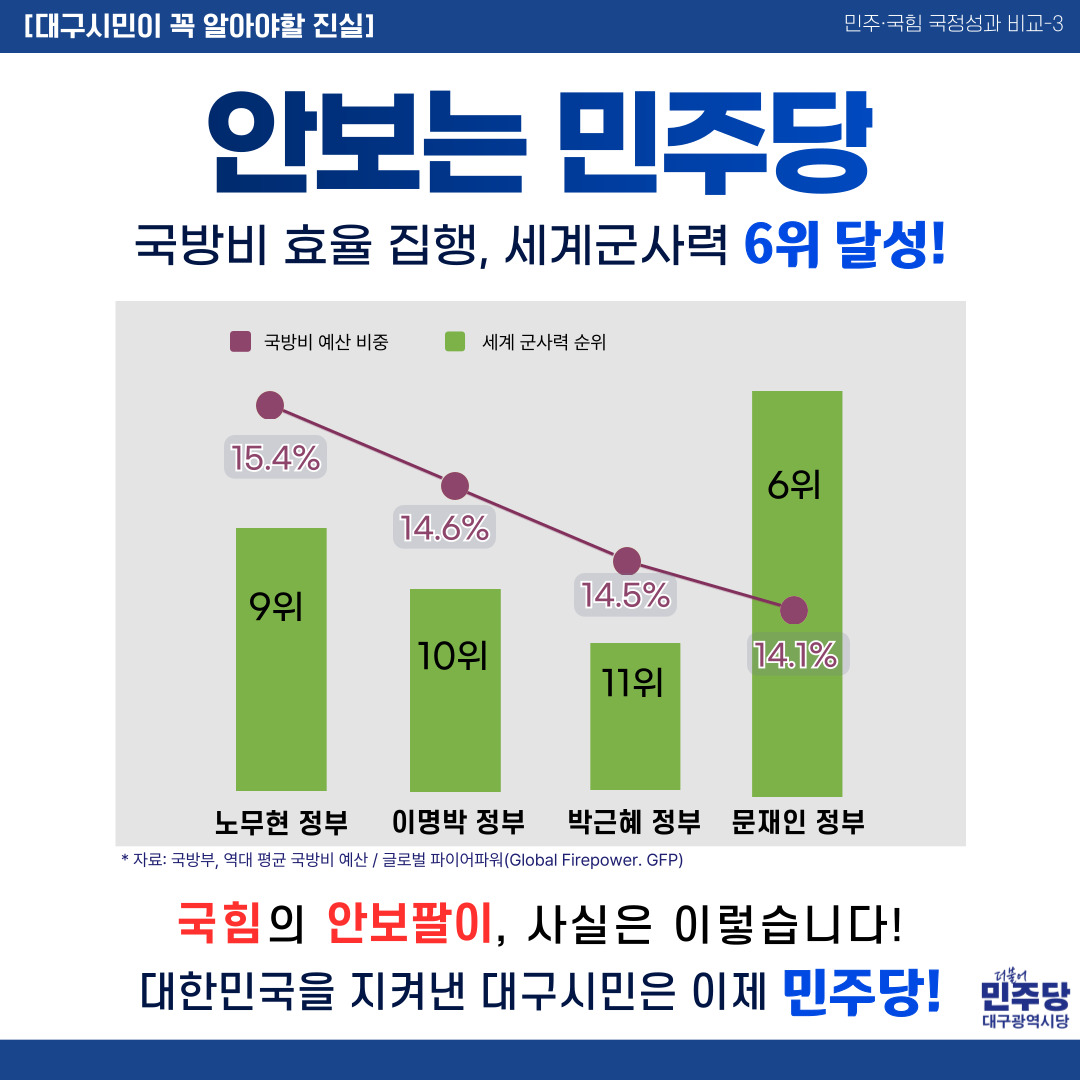 [대구시민이 꼭 알아야할 진실]
민주·국힘 국정성과 비교-3
안보는 민주당
국방비 효율 집행, 세계군사력 6위 달성!
국방비 예산 비중
세계 군사력 순위
15.4%
14.6%
14.5%
14.1%
9위
10위
11위
6위
노무현 정부
이명박 정부
박근혜 정부
문재인 정부
* 자료: 국방부, 역대 평균 국방비 예산 / 글로벌 파이어파워(Global Firepower. GFP)
국힘의 안보팔이, 사실은 이렇습니다!
대한민국을 지켜낸 대구시민은 이제 민주당!
더불어
민주당
대구광역시당